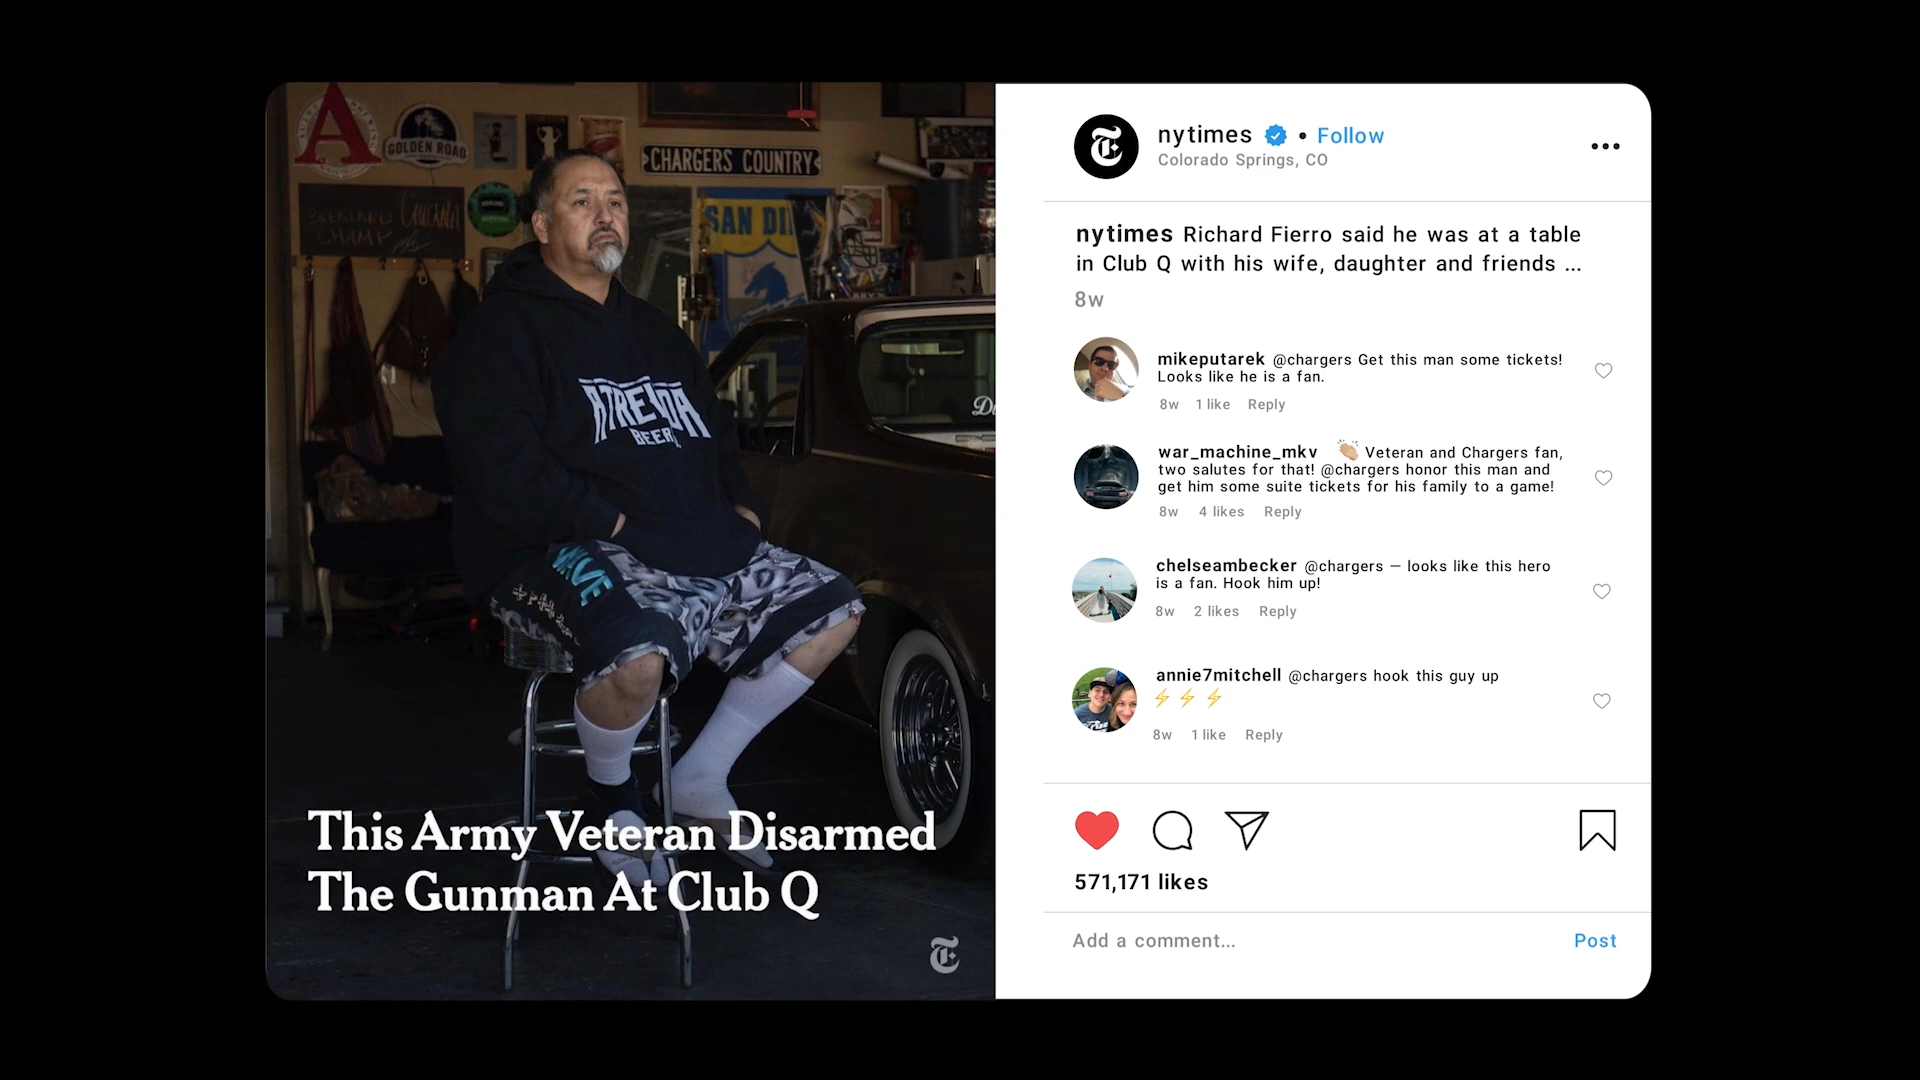 A
GOLDEN ROAD
CHARGERS COUNTRY
CHAMP
SAN DI
ATREVIDA
BEER
WAVE
This Army Veteran Disarmed
The Gunman At Club Q
nytimes • Follow
Colorado Springs, CO
nytimes Richard Fierro said he was at a table
in Club Q with his wife, daughter and friends ...
8w
mikeputarek @chargers Get this man some tickets!
Looks like he is a fan.
8w 1 like Reply
war_machine_mkv 👏🏼 Veteran and Chargers fan,
two salutes for that! @chargers honor this man and
get him some suite tickets for his family to a game!
8w 4 likes Reply
chelseambecker @chargers — looks like this hero
is a fan. Hook him up!
8w 2 likes Reply
annie7mitchell @chargers hook this guy up
⚡⚡⚡
8w 1 like Reply
571,171 likes
Add a comment... Post